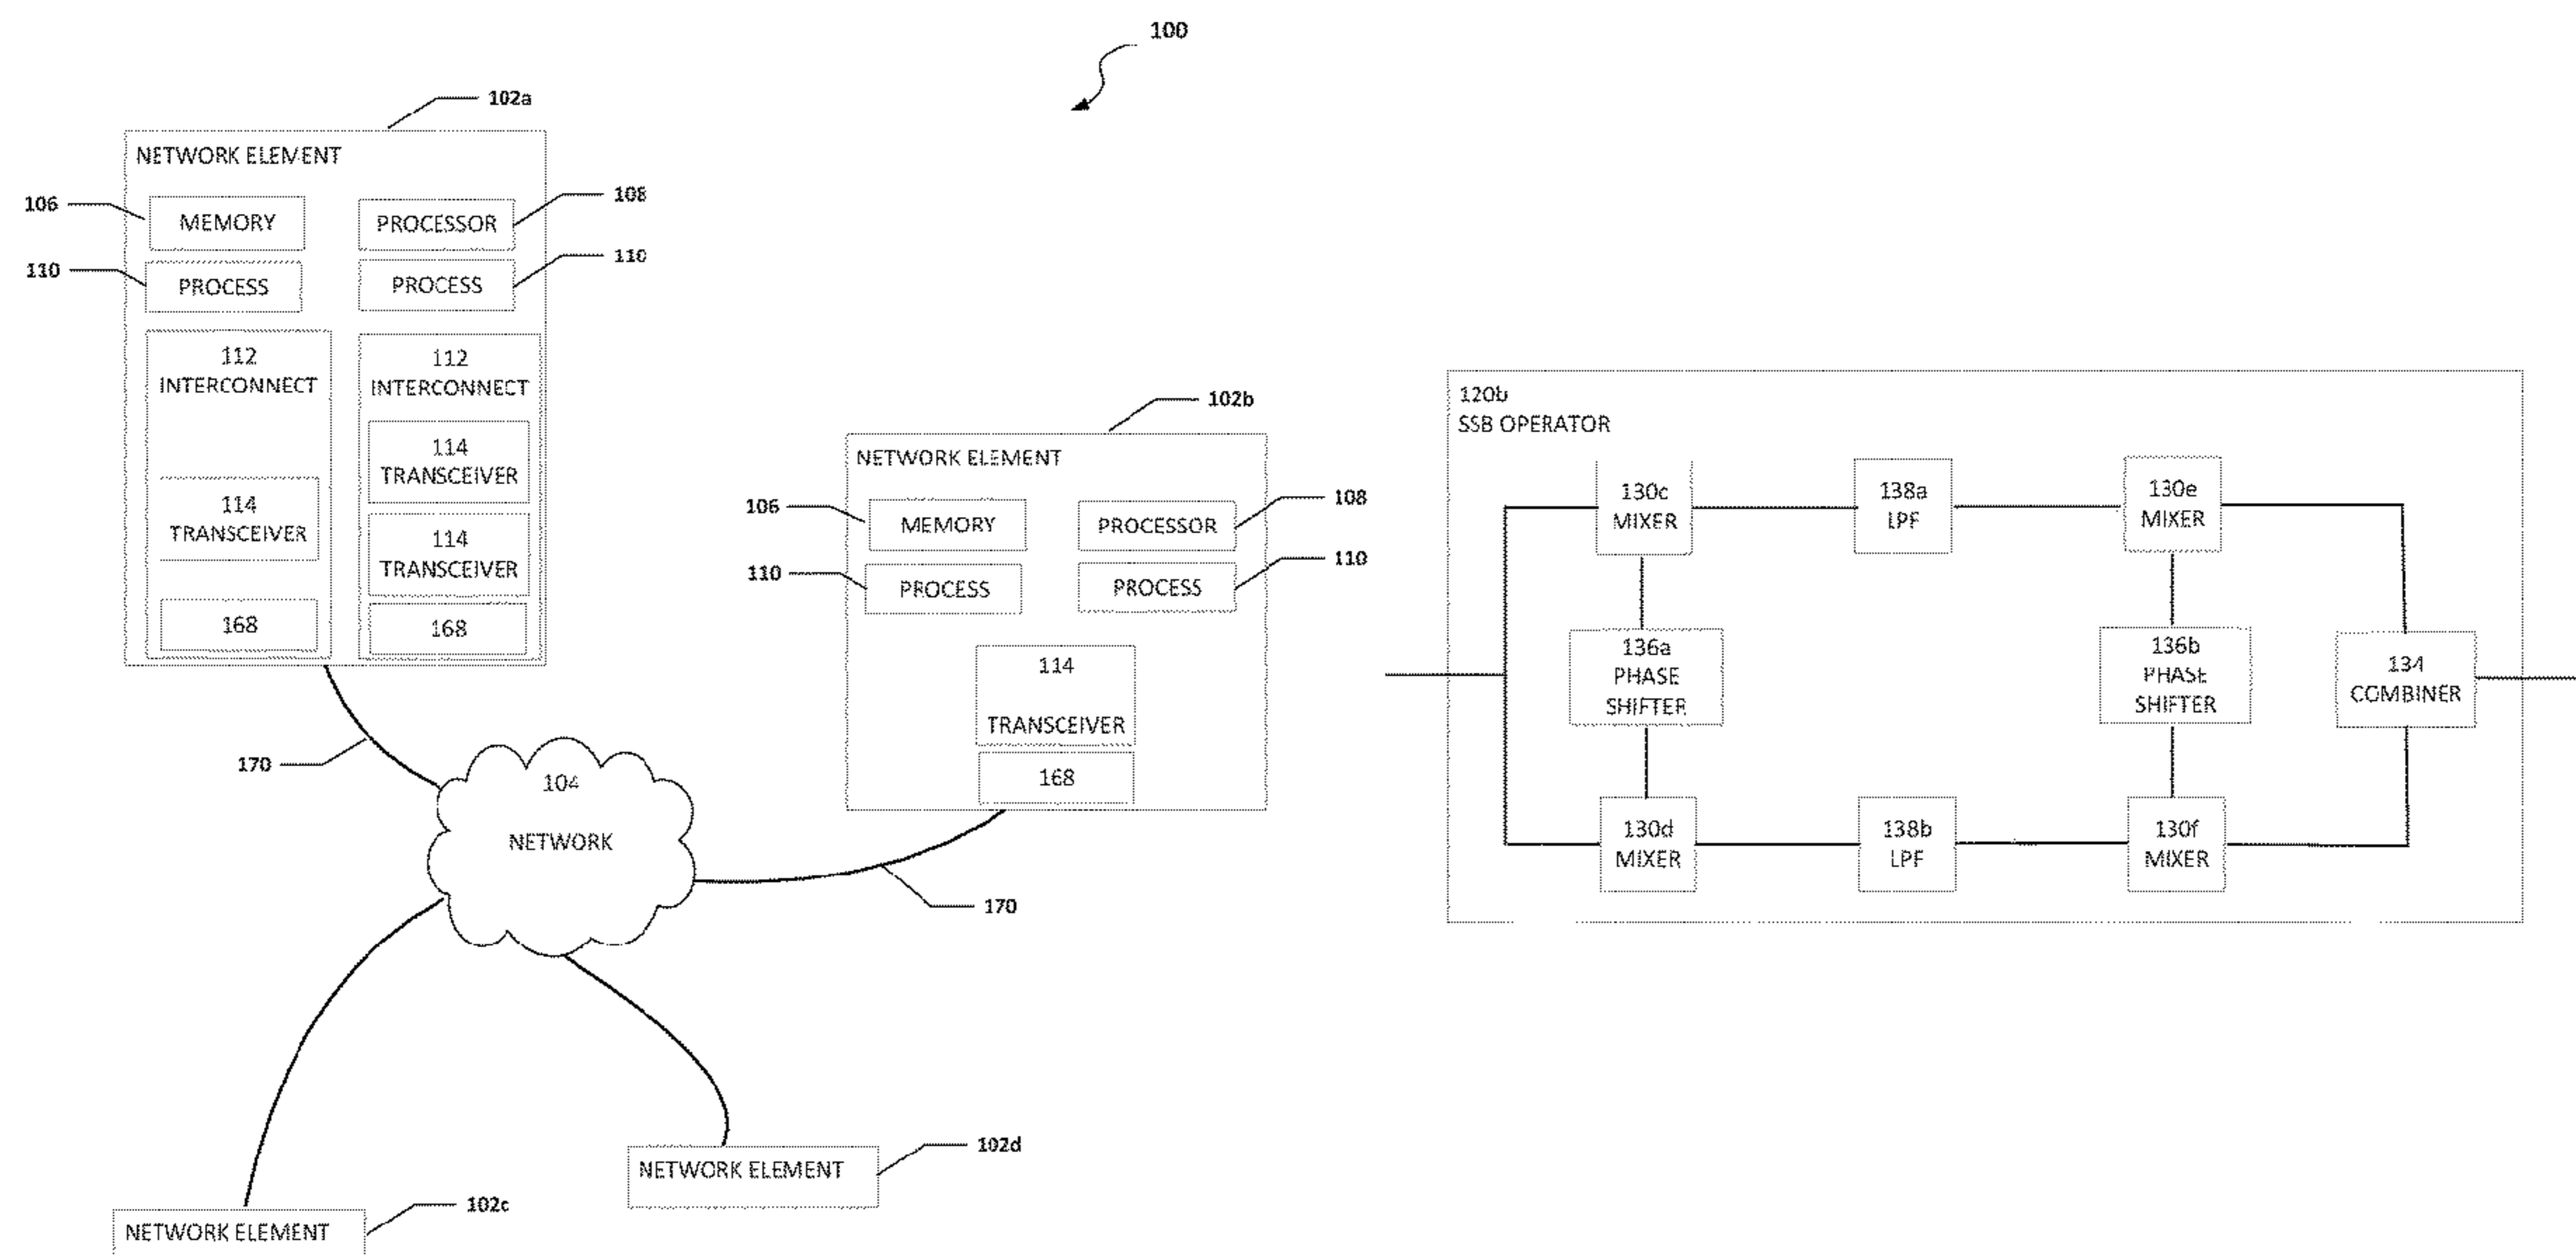 100
102a
NETWORK ELEMENT
106
MEMORY
PROCESSOR
108
110
PROCESS
PROCESS
110
112
INTERCONNECT
114
TRANSCEIVER
168
112
INTERCONNECT
114
TRANSCEIVER
114
TRANSCEIVER
168
170
104
NETWORK
102b
NETWORK ELEMENT
106
MEMORY
PROCESSOR
108
110
PROCESS
PROCESS
110
114
TRANSCEIVER
168
170
102d
NETWORK ELEMENT
102c
NETWORK ELEMENT
120b
SSB OPERATOR
130c
MIXER
138a
LPF
130e
MIXER
136a
PHASE
SHIFTER
136b
PHASE
SHIFTER
134
COMBINER
130d
MIXER
138b
LPF
130f
MIXER